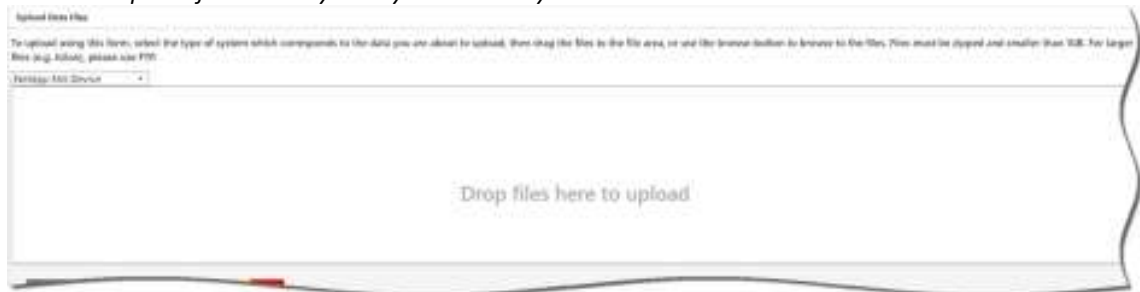 Upload Data Files
To upload using this form, select the type of system which corresponds to the data you are about to upload, then drag the files to the file area, or use the browse button to browse to the files. Files must be zipped and smaller than 1GB. For larger
files (e.g. ), please use FTP.
Device
Drop files here to upload